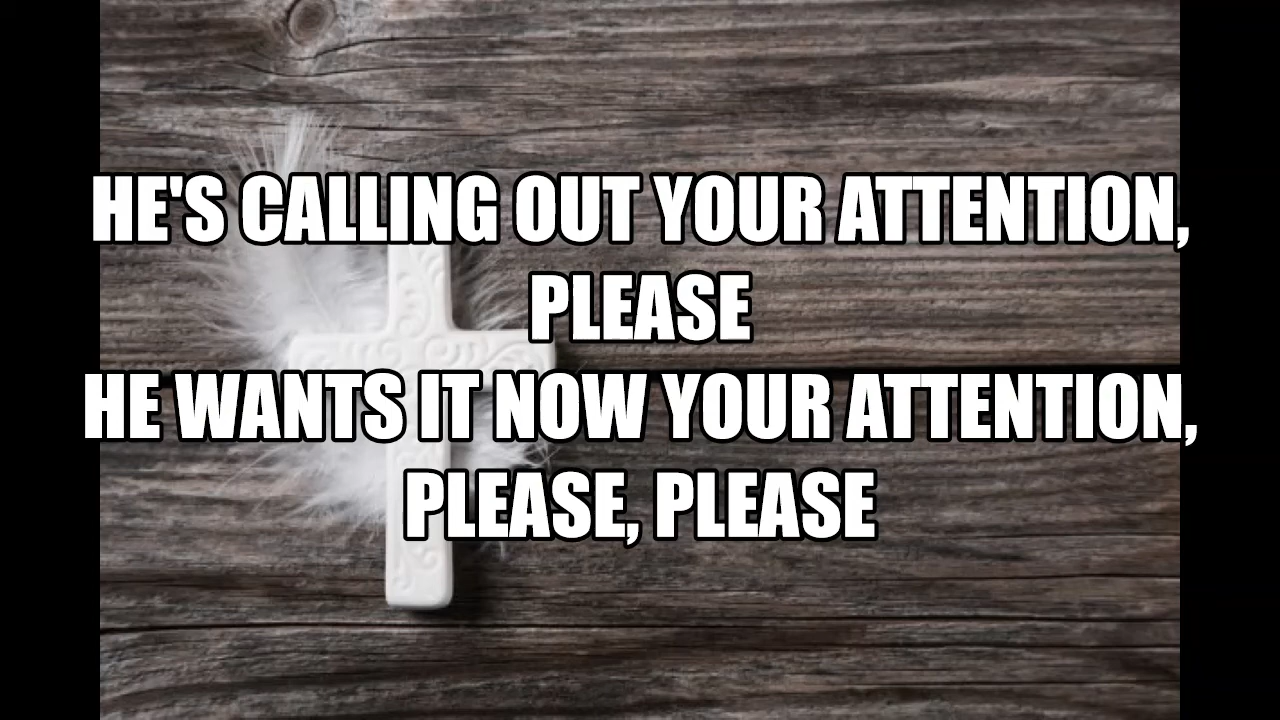 HE'S CALLING OUT YOUR ATTENTION,
PLEASE
HE WANTS IT NOW YOUR ATTENTION,
PLEASE, PLEASE